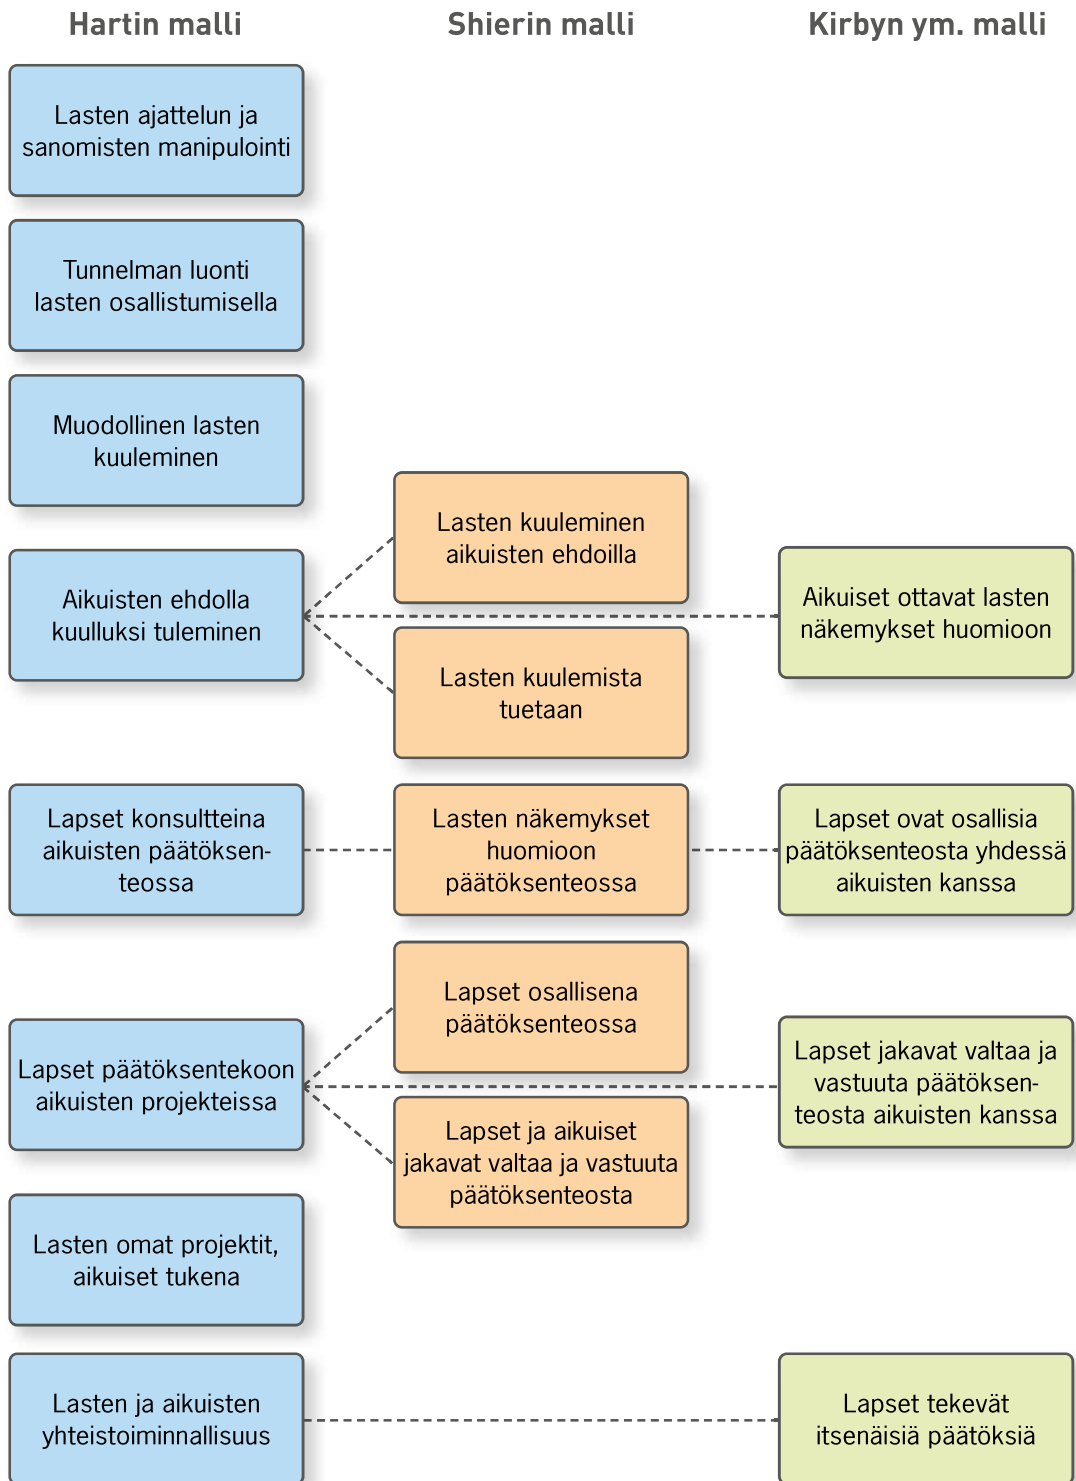 Hartin malli
Shierin malli
Kirbyn ym. malli
Lasten ajattelun ja
sanomisten manipulointi
Tunnelman luonti
lasten osallistumisella
Muodollinen lasten
kuuleminen
Lasten kuuleminen
aikuisten ehdoilla
Aikuisten ehdolla
kuulluksi tuleminen
Aikuiset ottavat lasten
näkemykset huomioon
Lasten kuulemista
tuetaan
Lapset konsultteina
aikuisten päätöksen-
teossa
Lasten näkemykset
huomioon
päätöksenteossa
Lapset ovat osallisia
päätöksenteosta yhdessä
aikuisten kanssa
Lapset osallisena
päätöksenteossa
Lapset päätöksentekoon
aikuisten projekteissa
Lapset jakavat valtaa ja
vastuuta päätöksen-
teosta aikuisten kanssa
Lapset ja aikuiset
jakavat valtaa ja vastuuta
päätöksenteosta
Lasten omat projektit,
aikuiset tukena
Lasten ja aikuisten
yhteistoiminnallisuus
Lapset tekevät
itsenäisiä päätöksiä